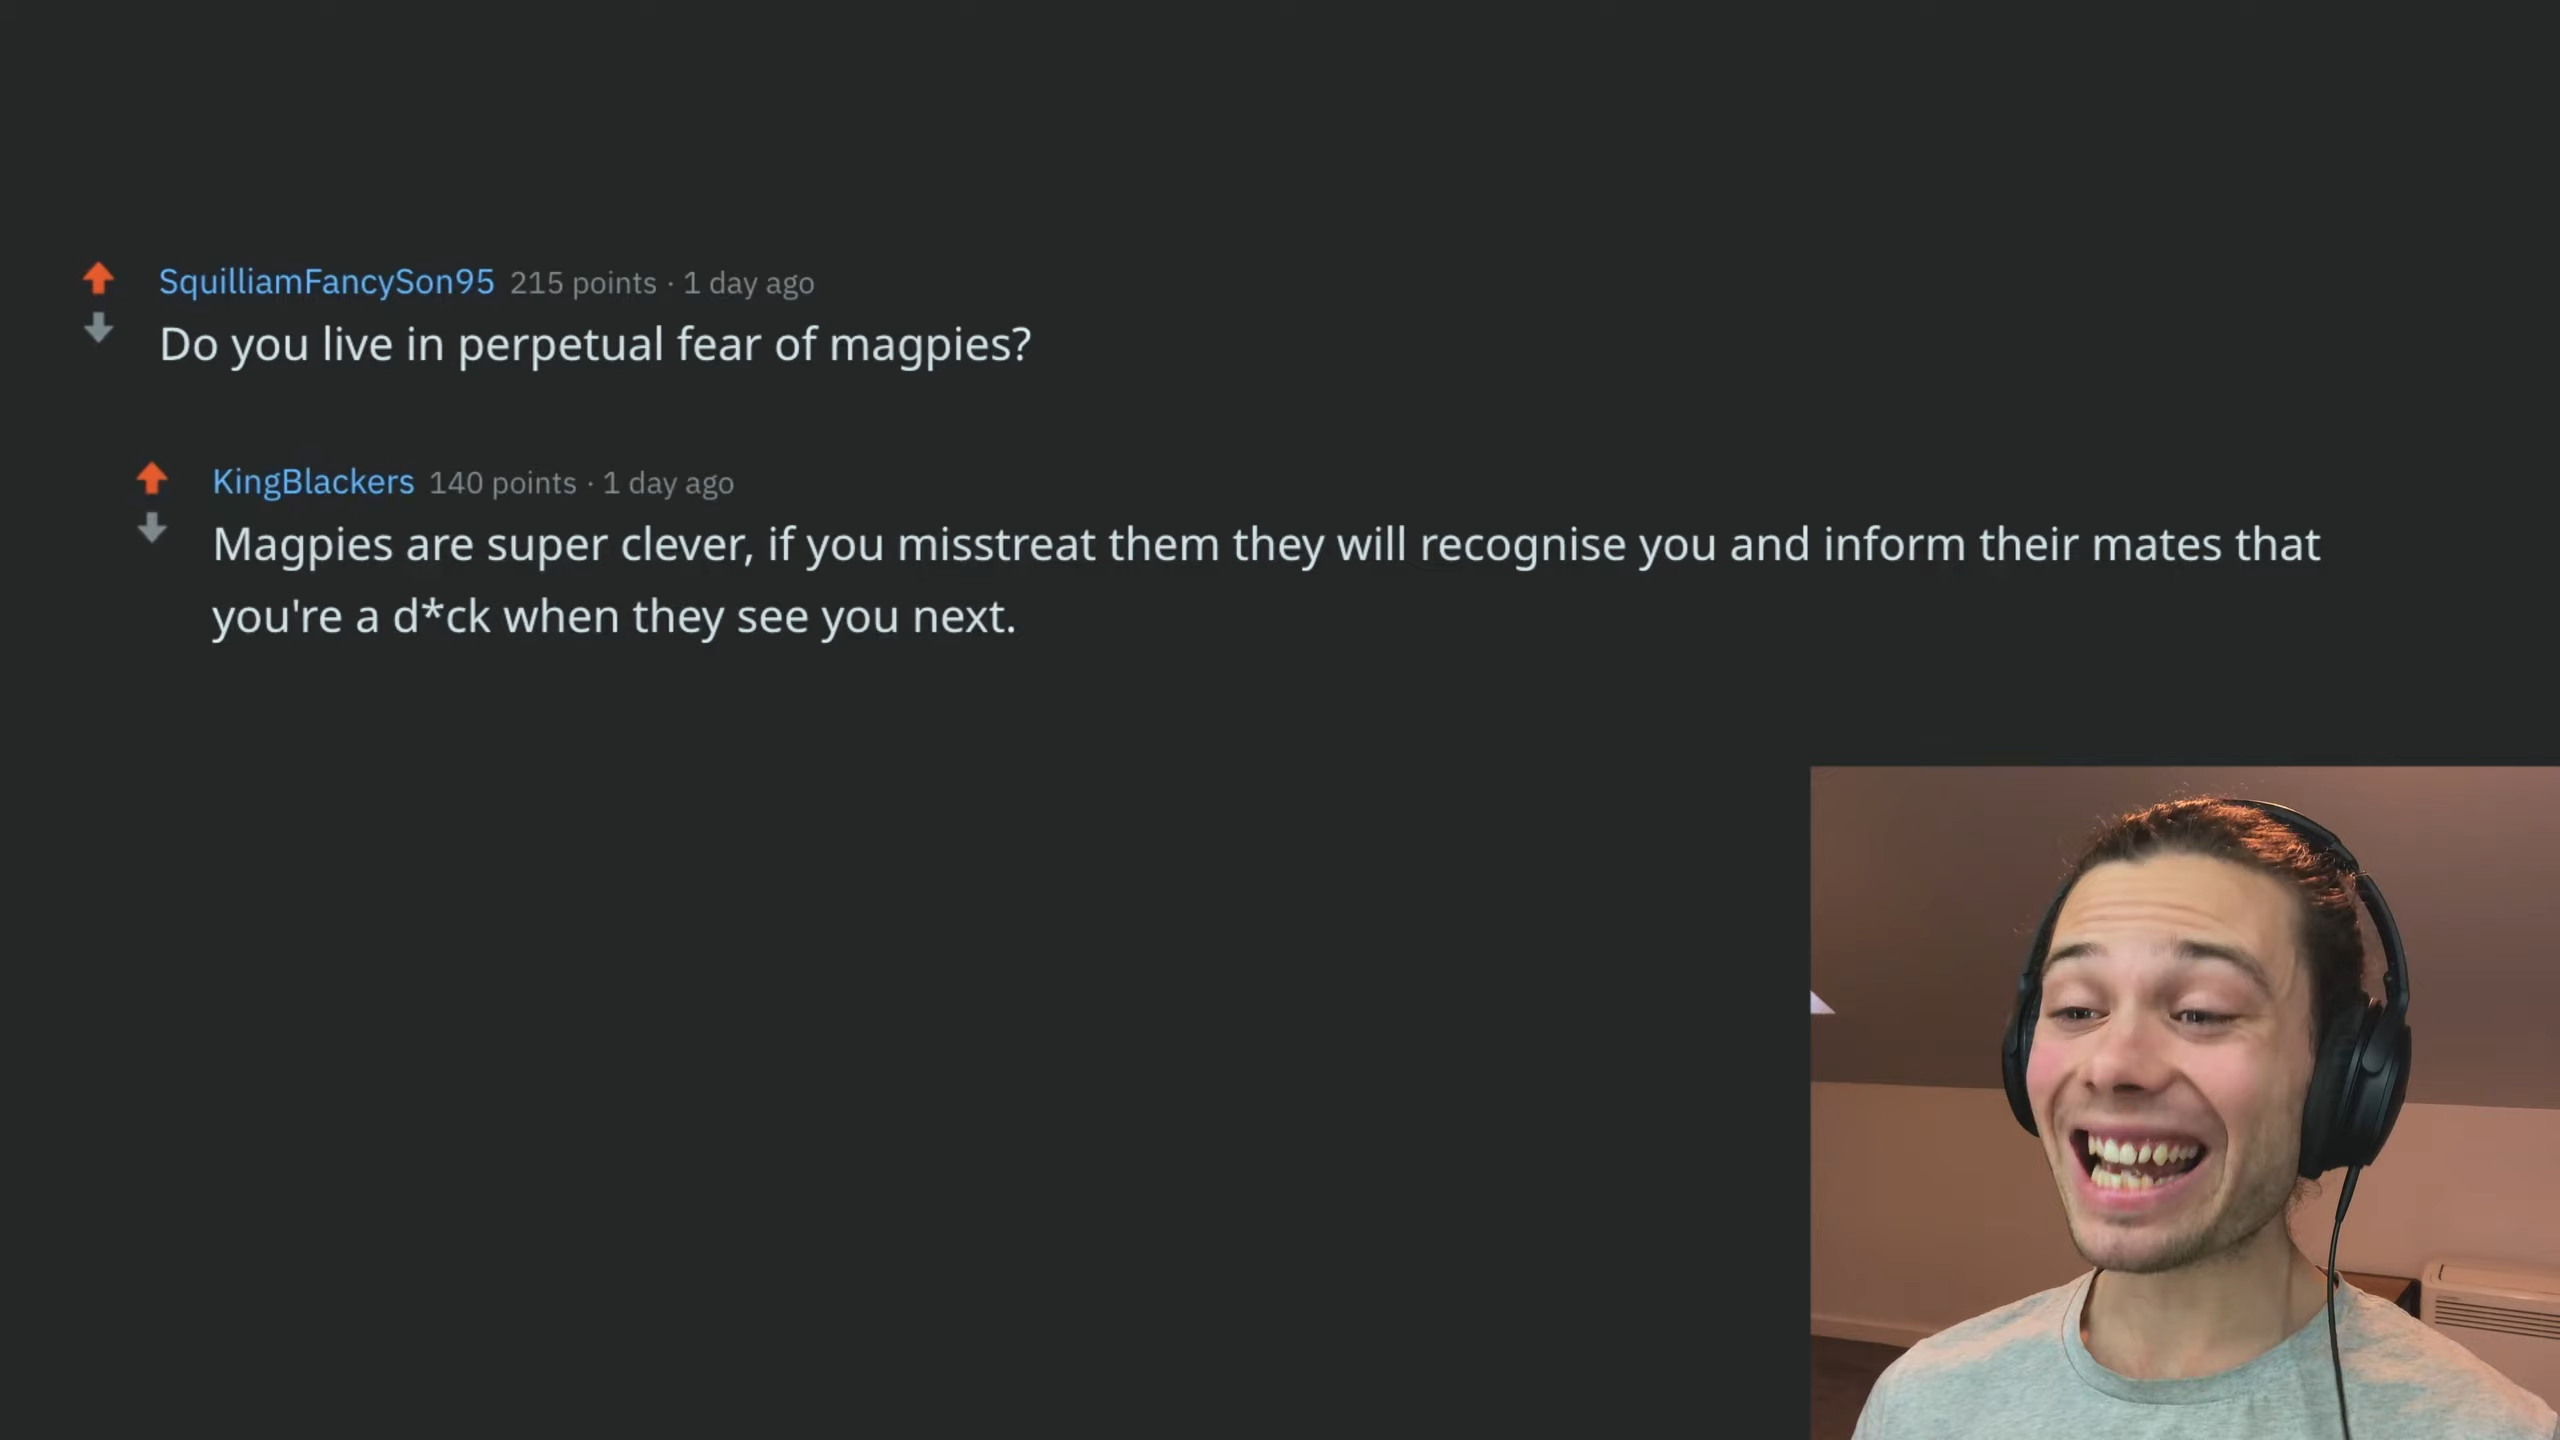 SquilliamFancySon95 215 points · 1 day ago
Do you live in perpetual fear of magpies?
KingBlackers 140 points · 1 day ago
Magpies are super clever, if you misstreat them they will recognise you and inform their mates that
you're a d*ck when they see you next.